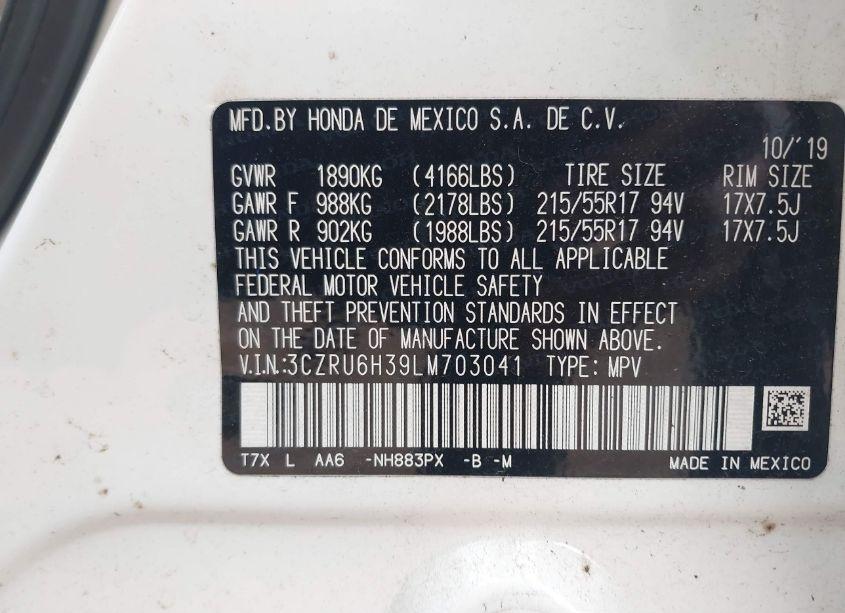 MFD.BY HONDA DE MEXICO S.A. DE C.V.
10/'19
GVWR 1890KG (4166LBS) TIRE SIZE RIM SIZE
GAWR F 988KG (2178LBS) 215/55R17 94V 17X7.5J
GAWR R 902KG (1988LBS) 215/55R17 94V 17X7.5J
THIS VEHICLE CONFORMS TO ALL APPLICABLE
FEDERAL MOTOR VEHICLE SAFETY
AND THEFT PREVENTION STANDARDS IN EFFECT
ON THE DATE OF MANUFACTURE SHOWN ABOVE.
V.I.N.:3CZRU6H39LM703041 TYPE: MPV
T7X L AA6 -NH883PX -B -M MADE IN MEXICO